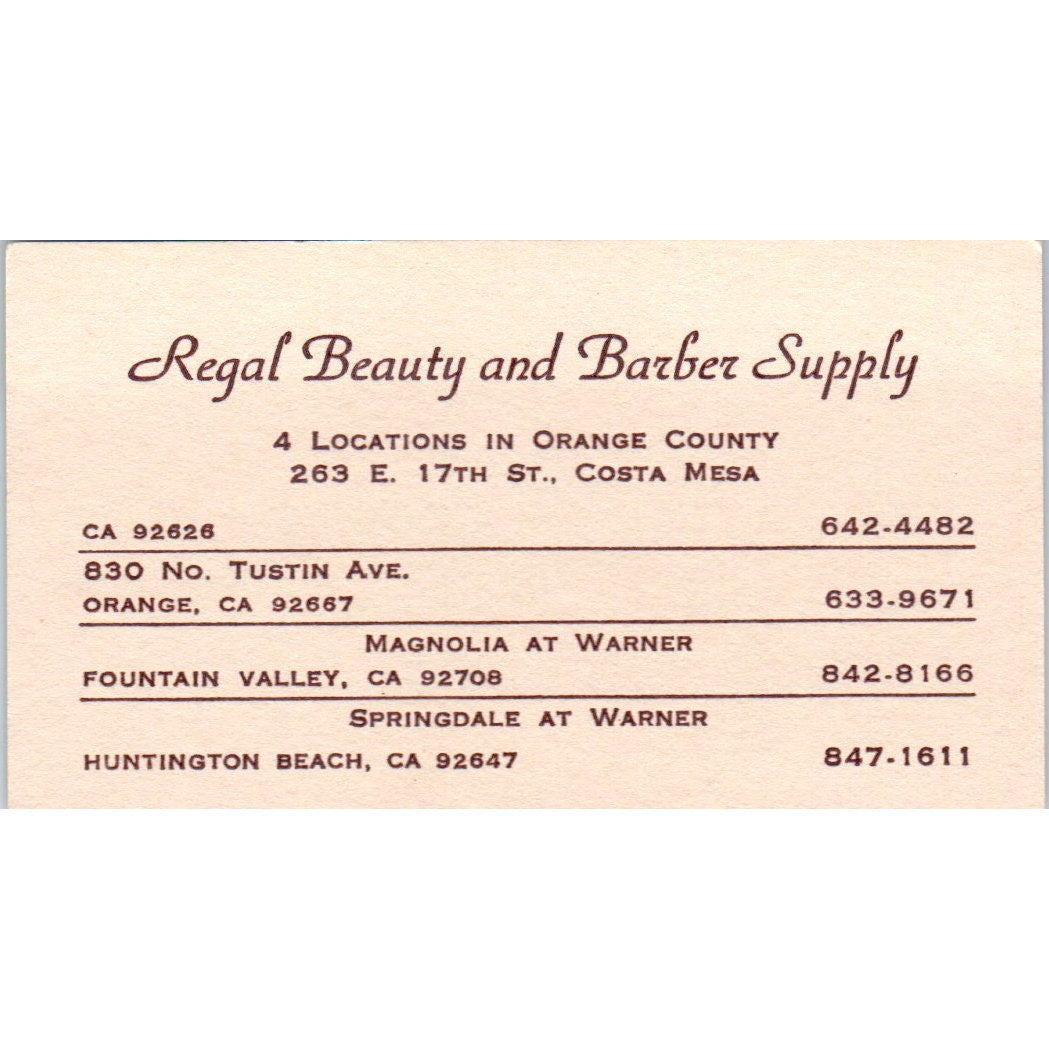 Regal Beauty and Barber Supply
4 LOCATIONS IN ORANGE COUNTY
263 E. 17TH ST., COSTA MESA
CA 92626 642-4482
830 NO. TUSTIN AVE.
ORANGE, CA 92667 633-9671
MAGNOLIA AT WARNER
FOUNTAIN VALLEY, CA 92708 842-8166
SPRINGDALE AT WARNER
HUNTINGTON BEACH, CA 92647 847-1611